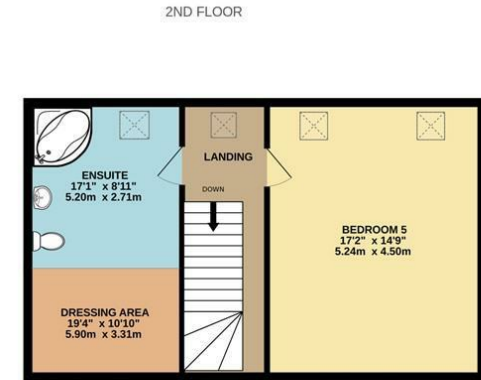 2ND FLOOR
LANDING
ENSUITE
17'1" x 8'11"
5.20m x 2.71m
DOWN
BEDROOM 5
17'2" x 14'9"
5.24m x 4.50m
DRESSING AREA
19'4" x 10'10"
5.90m x 3.31m